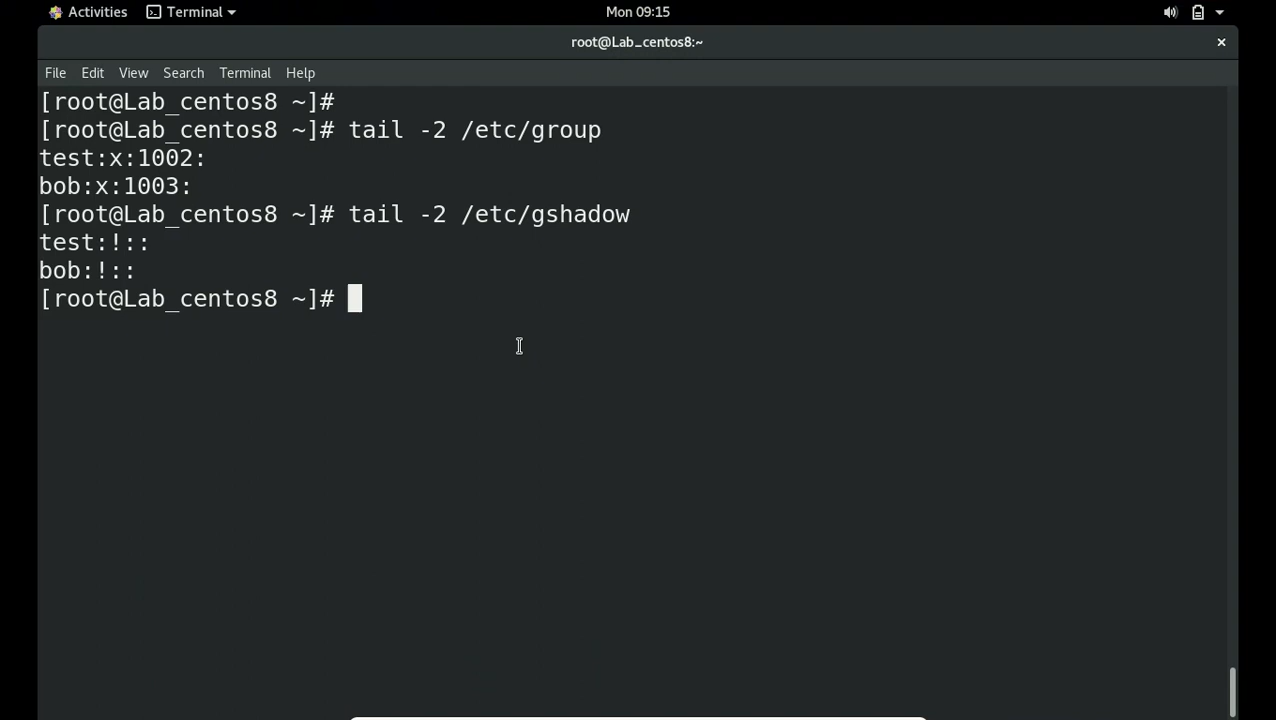 Activities Terminal Mon 09:15
root@Lab_centos8:~ ×
File Edit View Search Terminal Help
[root@Lab_centos8 ~]#
[root@Lab_centos8 ~]# tail -2 /etc/group
test:x:1002:
bob:x:1003:
[root@Lab_centos8 ~]# tail -2 /etc/gshadow
test:!::
bob:!::
[root@Lab_centos8 ~]#